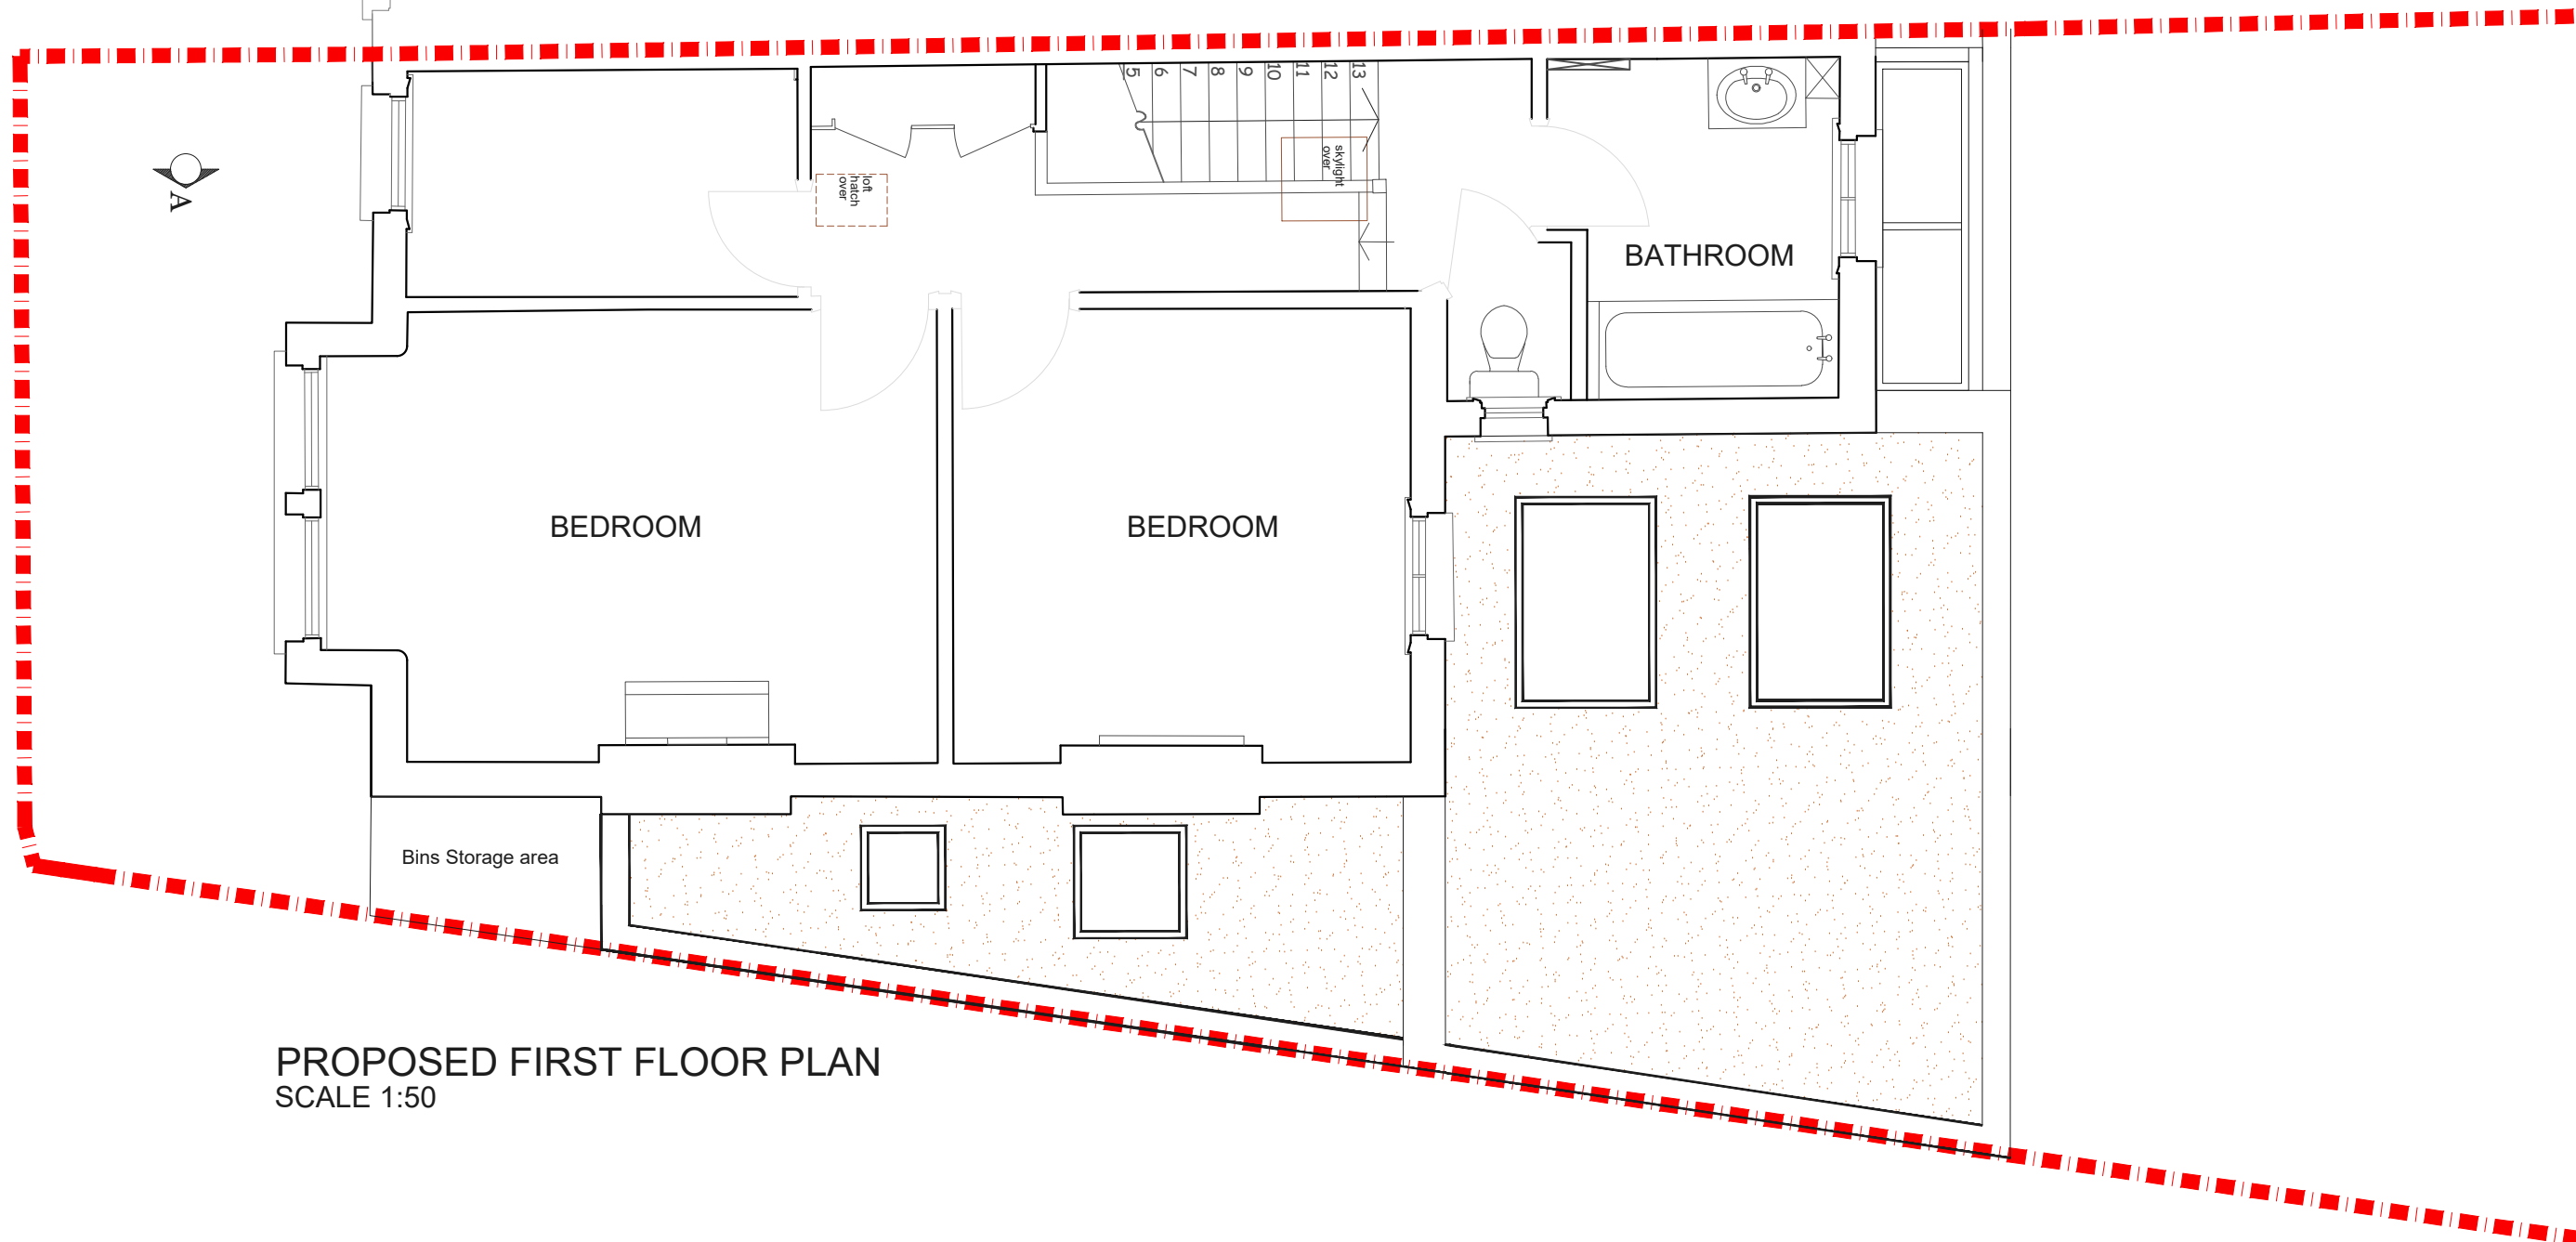 5 6 7 8 9 10 11 12 13
skylight
over
loft
hatch
over
A
BATHROOM
BEDROOM
BEDROOM
Bins Storage area
PROPOSED FIRST FLOOR PLAN
SCALE 1:50